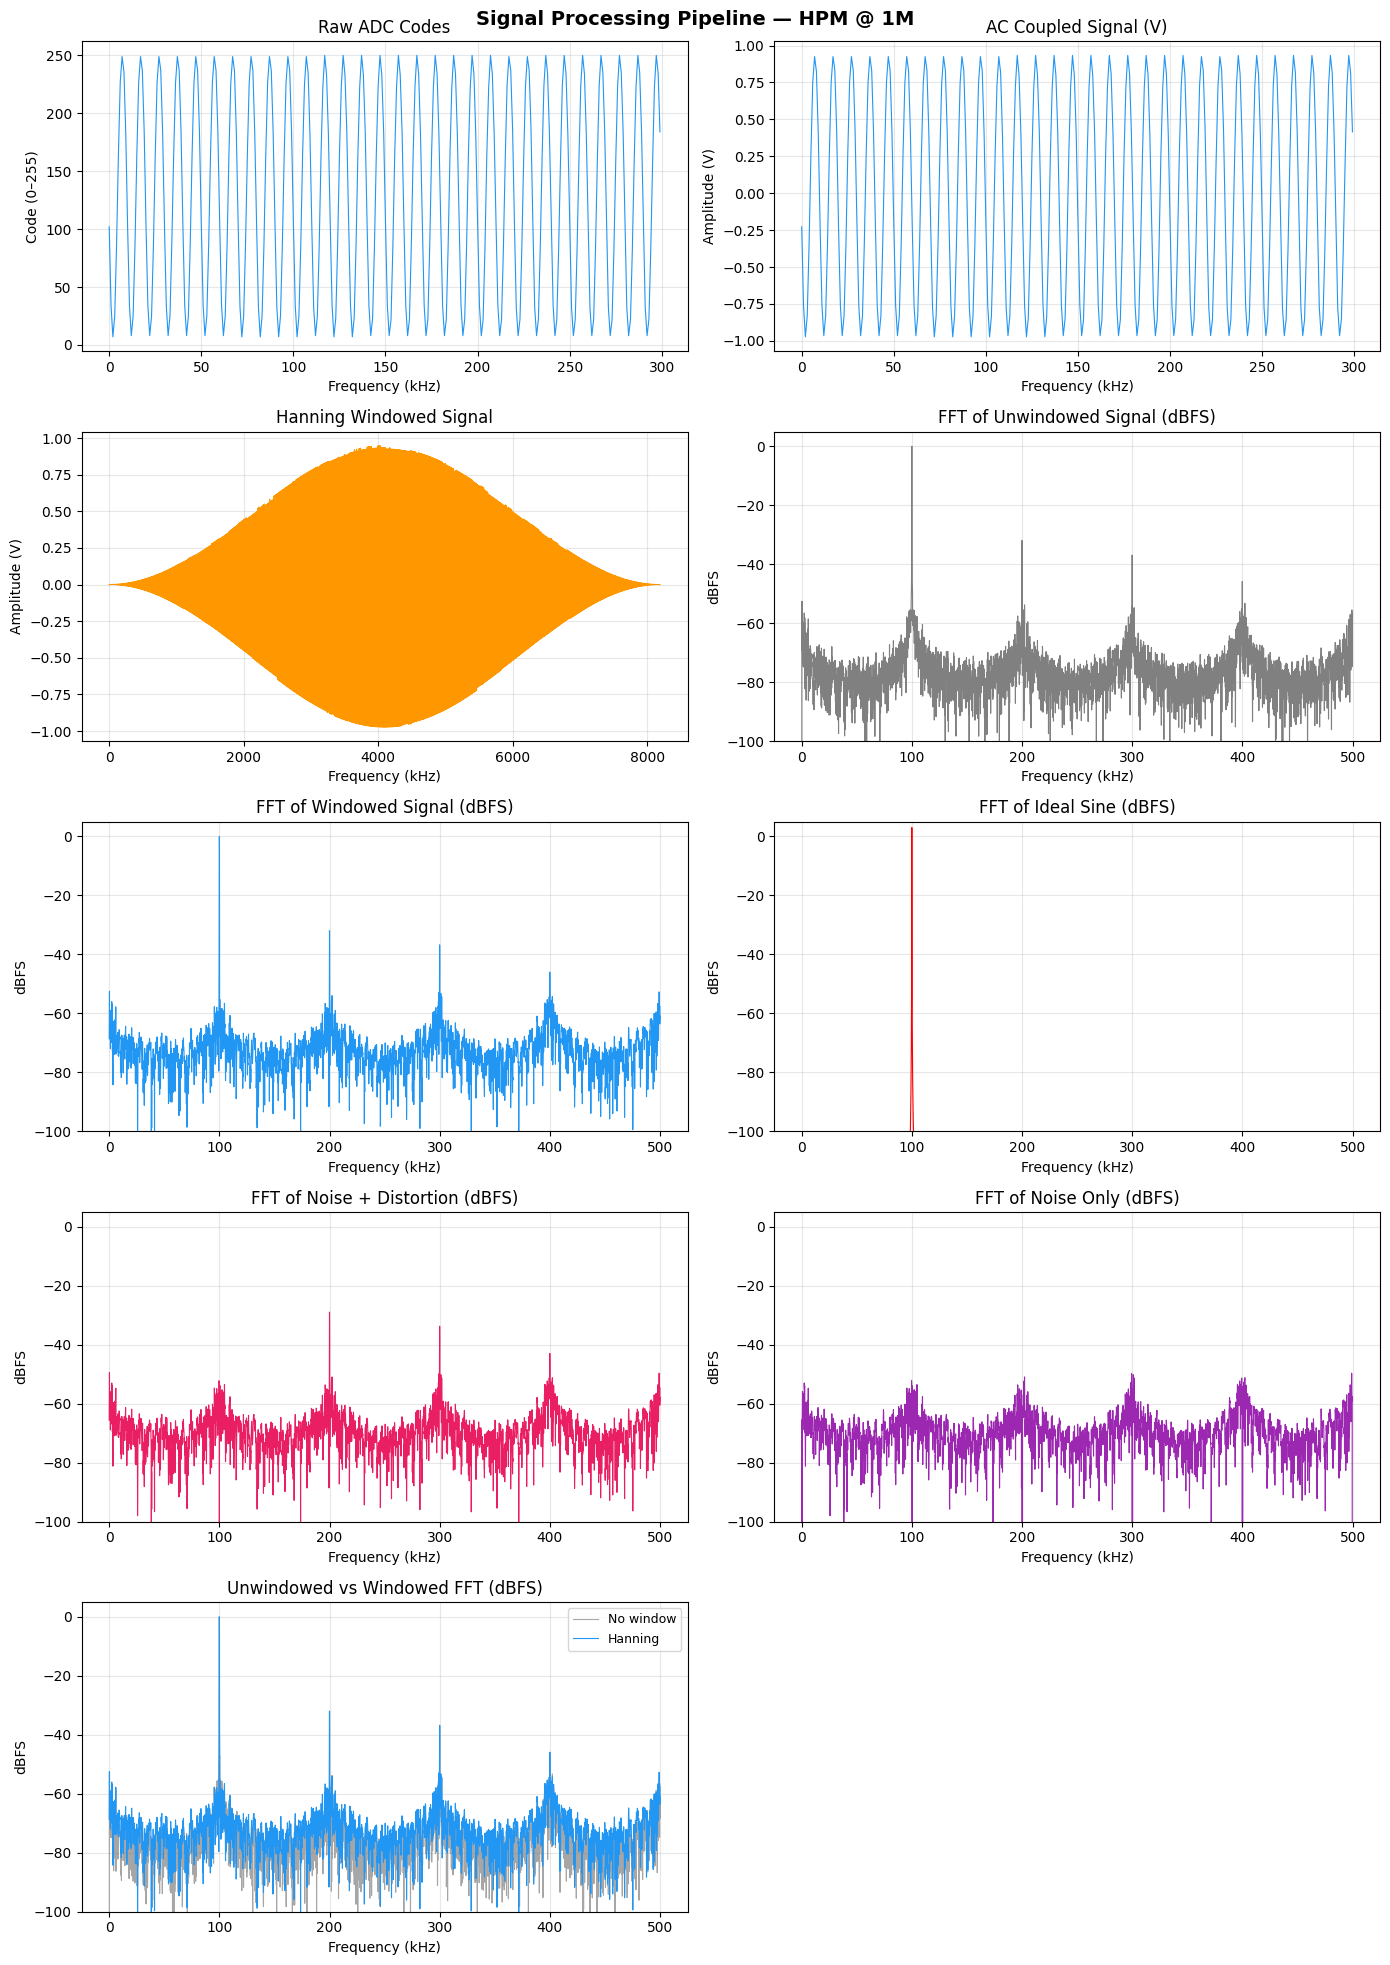 Signal Processing Pipeline — HPM @ 1M
Raw ADC Codes
Code (0–255)
250
200
150
100
50
0
0 50 100 150 200 250 300
Frequency (kHz)
AC Coupled Signal (V)
Amplitude (V)
1.00
0.75
0.50
0.25
0.00
−0.25
−0.50
−0.75
−1.00
0 50 100 150 200 250 300
Frequency (kHz)
Hanning Windowed Signal
Amplitude (V)
1.00
0.75
0.50
0.25
0.00
−0.25
−0.50
−0.75
−1.00
0 2000 4000 6000 8000
Frequency (kHz)
FFT of Unwindowed Signal (dBFS)
dBFS
0
−20
−40
−60
−80
−100
0 100 200 300 400 500
Frequency (kHz)
FFT of Windowed Signal (dBFS)
dBFS
0
−20
−40
−60
−80
−100
0 100 200 300 400 500
Frequency (kHz)
FFT of Ideal Sine (dBFS)
dBFS
0
−20
−40
−60
−80
−100
0 100 200 300 400 500
Frequency (kHz)
FFT of Noise + Distortion (dBFS)
dBFS
0
−20
−40
−60
−80
−100
0 100 200 300 400 500
Frequency (kHz)
FFT of Noise Only (dBFS)
dBFS
0
−20
−40
−60
−80
−100
0 100 200 300 400 500
Frequency (kHz)
Unwindowed vs Windowed FFT (dBFS)
No window
Hanning
dBFS
0
−20
−40
−60
−80
−100
0 100 200 300 400 500
Frequency (kHz)